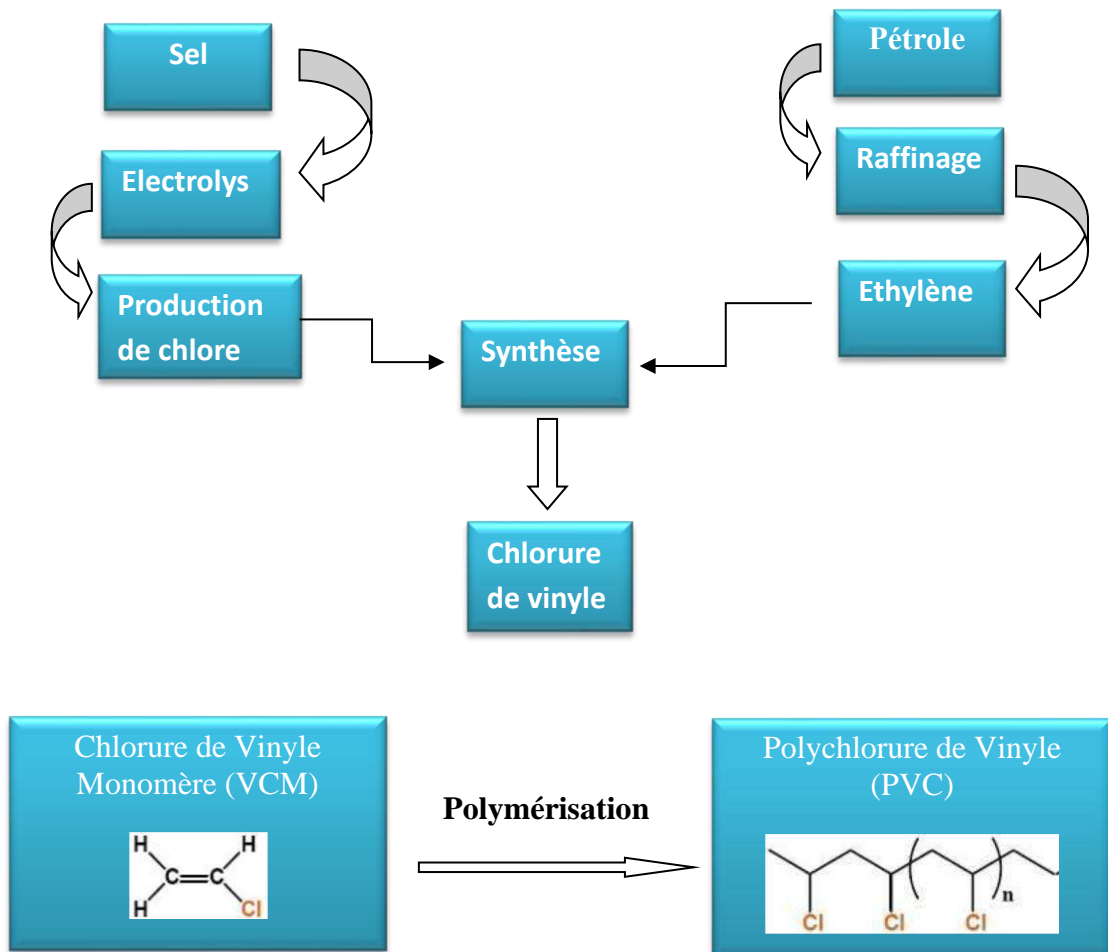 Sel
Pétrole
Electrolys
Raffinage
Production
de chlore
Ethylène
Synthèse
Chlorure
de vinyle
Chlorure de Vinyle
Monomère (VCM)
H H
C=C
H Cl
Polymérisation
Polychlorure de Vinyle
(PVC)
( ) n
Cl Cl Cl